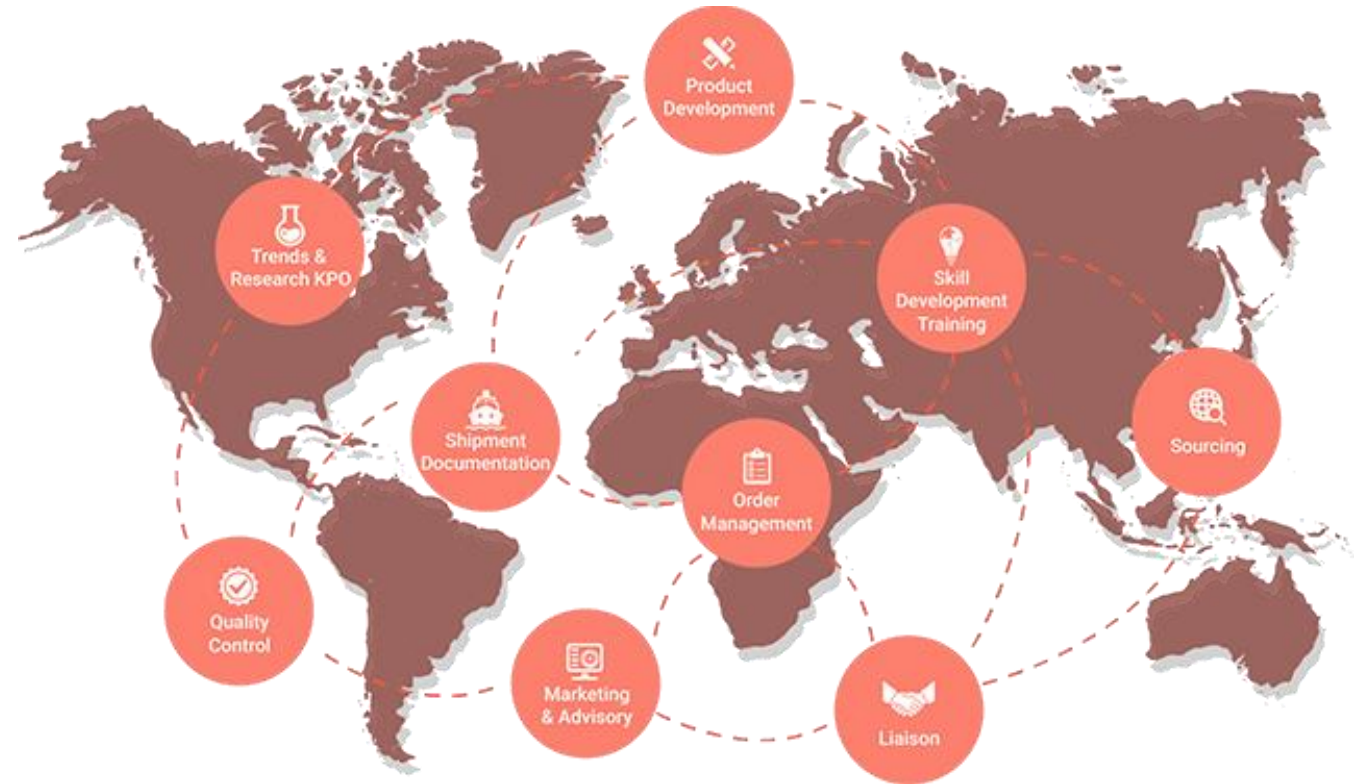 Product
Development
Trends &
Research KPO
Skill
Development
Training
Shipment
Documentation
Sourcing
Order
Management
Quality
Control
Marketing
& Advisory
Liaison